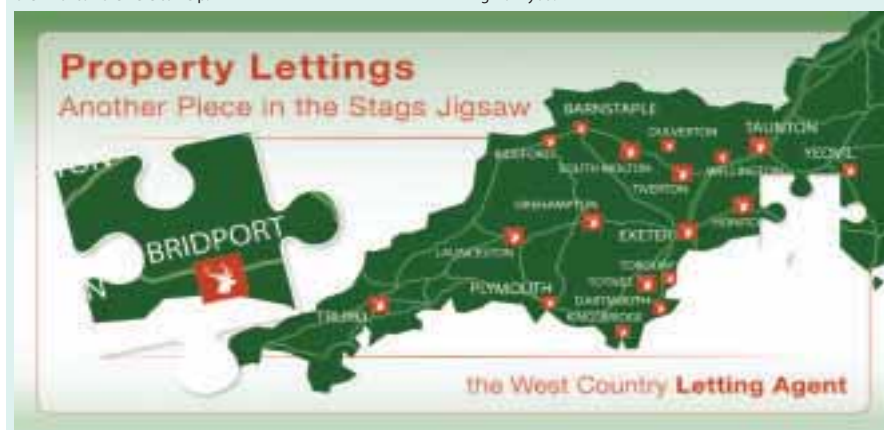 Property Lettings
Another Piece in the Stags Jigsaw
BARNSTAPLE
DULVERTON
TAUNTON
BIDEFORD
SOUTH MOLTON
WELLINGTON
YEOVIL
TIVERTON
OKEHAMPTON
HONITON
BRIDPORT
EXETER
LAUNCESTON
TORQUAY
TOTNES
PLYMOUTH
DARTMOUTH
KINGSBRIDGE
TRURO
the West Country Letting Agent